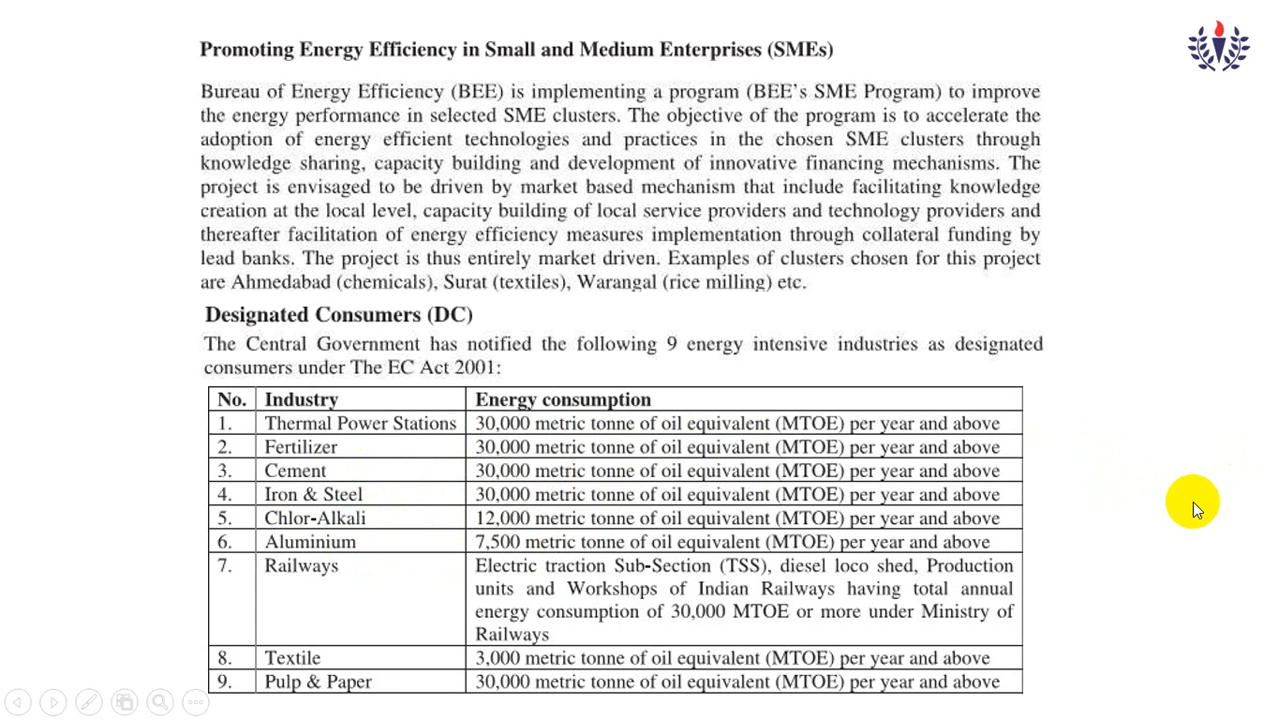 Promoting Energy Efficiency in Small and Medium Enterprises (SMEs)
Bureau of Energy Efficiency (BEE) is implementing a program (BEE's SME Program) to improve
the energy performance in selected SME clusters. The objective of the program is to accelerate the
adoption of energy efficient technologies and practices in the chosen SME clusters through
knowledge sharing, capacity building and development of innovative financing mechanisms. The
project is envisaged to be driven by market based mechanism that include facilitating knowledge
creation at the local level, capacity building of local service providers and technology providers and
thereafter facilitation of energy efficiency measures implementation through collateral funding by
lead banks. The project is thus entirely market driven. Examples of clusters chosen for this project
are Ahmedabad (chemicals), Surat (textiles), Warangal (rice milling) etc.
Designated Consumers (DC)
The Central Government has notified the following 9 energy intensive industries as designated
consumers under The EC Act 2001:
No. Industry Energy consumption
1. Thermal Power Stations 30,000 metric tonne of oil equivalent (MTOE) per year and above
2. Fertilizer 30,000 metric tonne of oil equivalent (MTOE) per year and above
3. Cement 30,000 metric tonne of oil equivalent (MTOE) per year and above
4. Iron & Steel 30,000 metric tonne of oil equivalent (MTOE) per year and above
5. Chlor-Alkali 12,000 metric tonne of oil equivalent (MTOE) per year and above
6. Aluminium 7,500 metric tonne of oil equivalent (MTOE) per year and above
7. Railways Electric traction Sub-Section (TSS), diesel loco shed, Production
units and Workshops of Indian Railways having total annual
energy consumption of 30,000 MTOE or more under Ministry of
Railways
8. Textile 3,000 metric tonne of oil equivalent (MTOE) per year and above
9. Pulp & Paper 30,000 metric tonne of oil equivalent (MTOE) per year and above